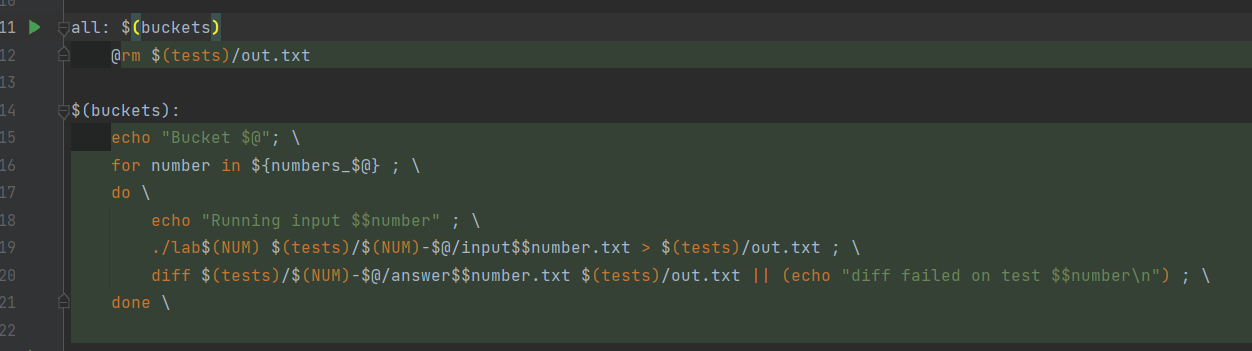 11 all: $(buckets)
12 @rm $(tests)/out.txt
13
14 $(buckets):
15 echo "Bucket $@"; \
16 for number in ${numbers_$@} ; \
17 do \
18 echo "Running input $$number" ; \
19 ./lab$(NUM) $(tests)/$(NUM)-$@/input$$number.txt > $(tests)/out.txt ; \
20 diff $(tests)/$(NUM)-$@/answer$$number.txt $(tests)/out.txt || (echo "diff failed on test $$number\n") ; \
21 done \
22